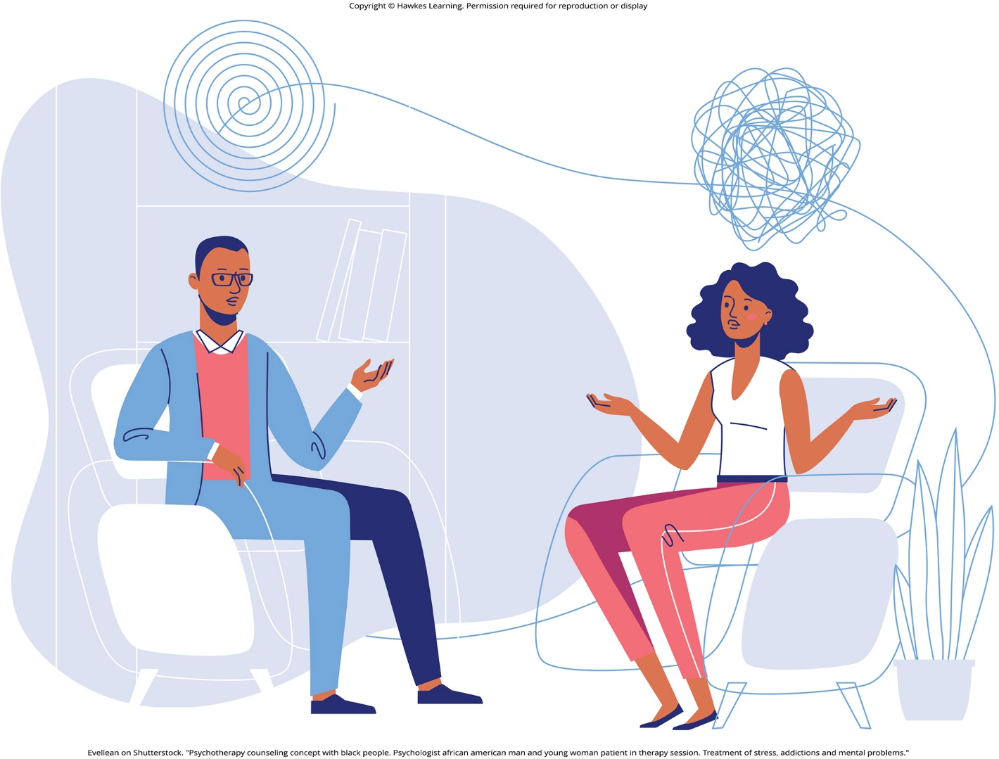 Copyright © Hawkes Learning. Permission required for reproduction or display
Evellean on Shutterstock. "Psychotherapy counseling concept with black people. Psychologist african american man and young woman patient in therapy session. Treatment of stress, addictions and mental problems."